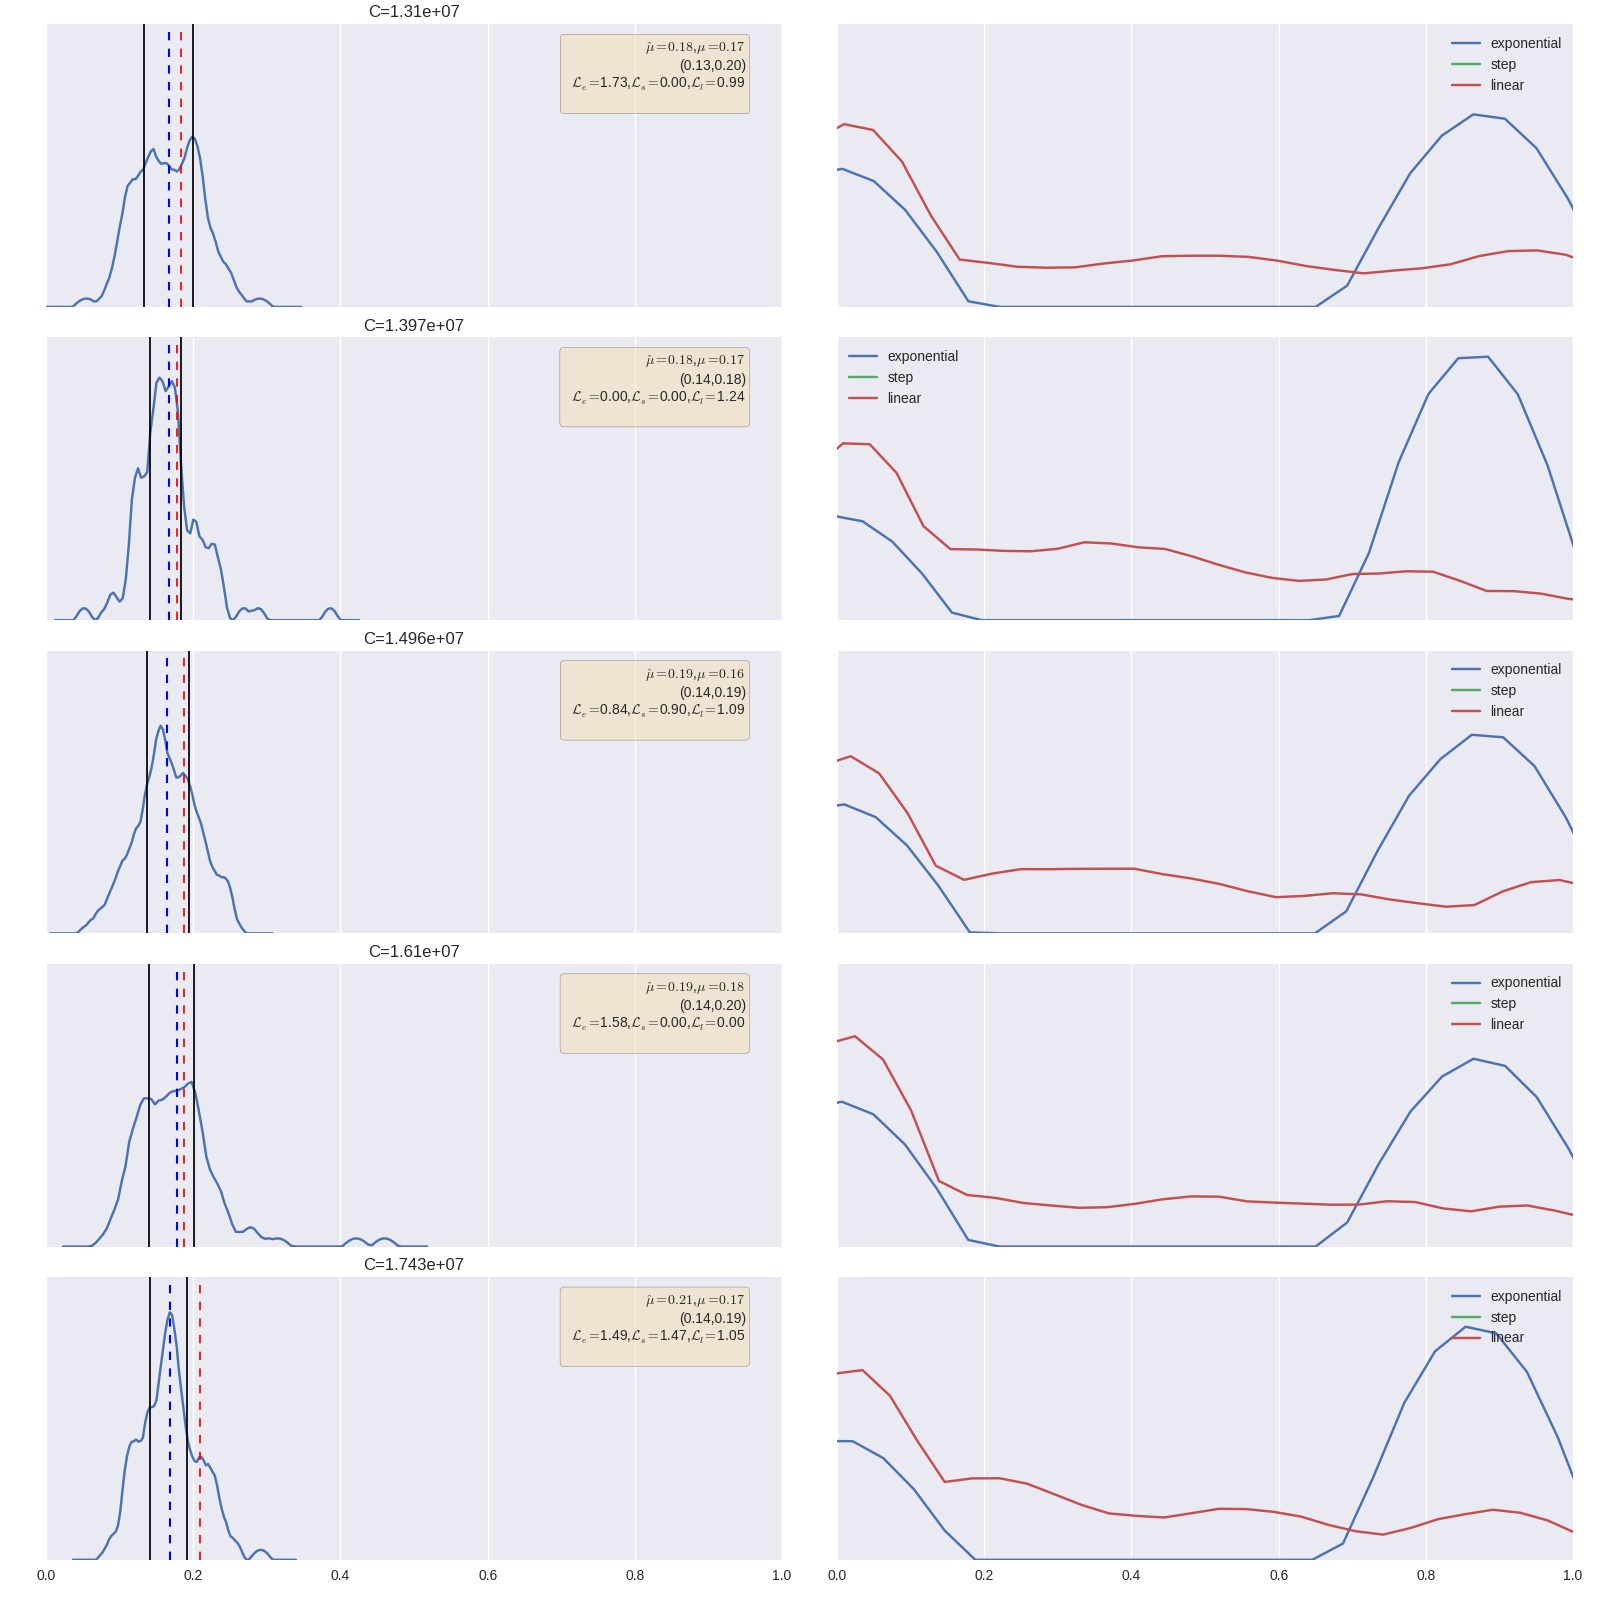 C=1.31e+07
μ̂=0.18,μ=0.17
(0.13,0.20)
ℒₑ=1.73,ℒₛ=0.00,ℒₗ=0.99
exponential
step
linear
C=1.397e+07
μ̂=0.18,μ=0.17
(0.14,0.18)
ℒₑ=0.00,ℒₛ=0.00,ℒₗ=1.24
exponential
step
linear
C=1.496e+07
μ̂=0.19,μ=0.16
(0.14,0.19)
ℒₑ=0.84,ℒₛ=0.90,ℒₗ=1.09
exponential
step
linear
C=1.61e+07
μ̂=0.19,μ=0.18
(0.14,0.20)
ℒₑ=1.58,ℒₛ=0.00,ℒₗ=0.00
exponential
step
linear
C=1.743e+07
μ̂=0.21,μ=0.17
(0.14,0.19)
ℒₑ=1.49,ℒₛ=1.47,ℒₗ=1.05
exponential
step
linear
0.0 0.2 0.4 0.6 0.8 1.0
0.0 0.2 0.4 0.6 0.8 1.0